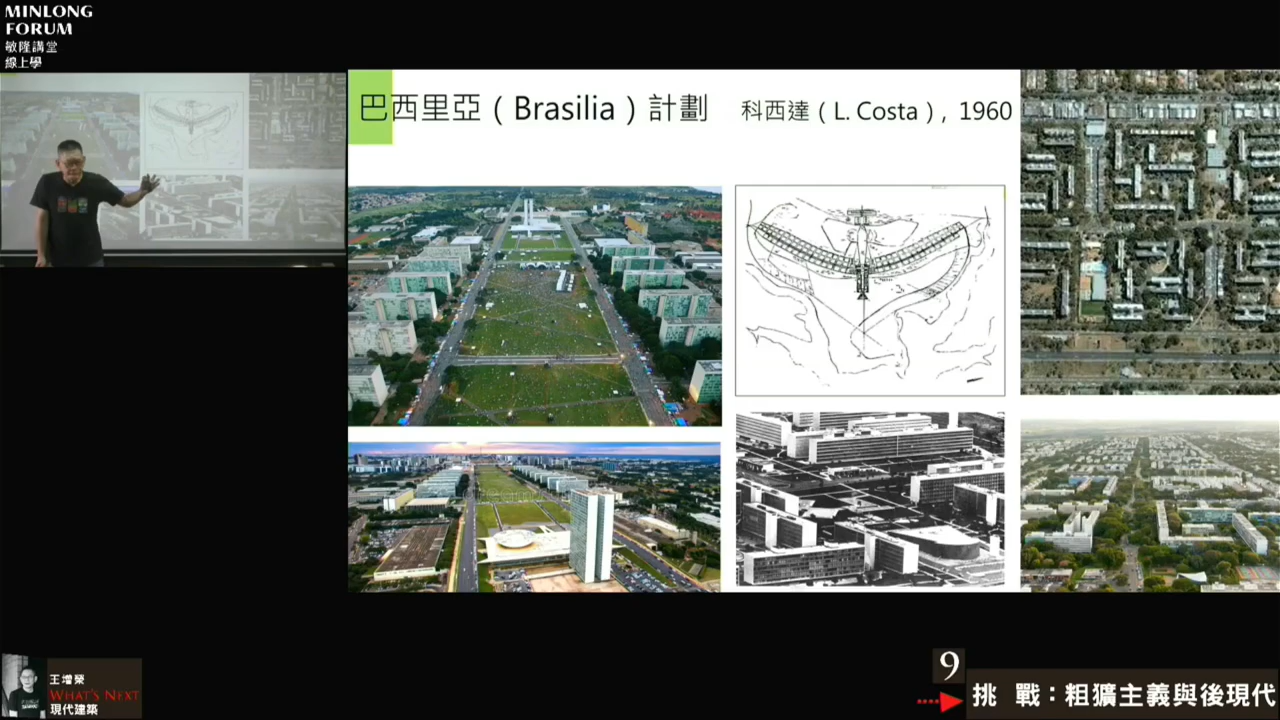 MINLONG
FORUM
敏隆講堂
線上學
巴西里亞（Brasilia）計劃
科西達（L. Costa）, 1960
王增榮
WHAT'S NEXT
現代建築
9
挑 戰：粗獷主義與後現代